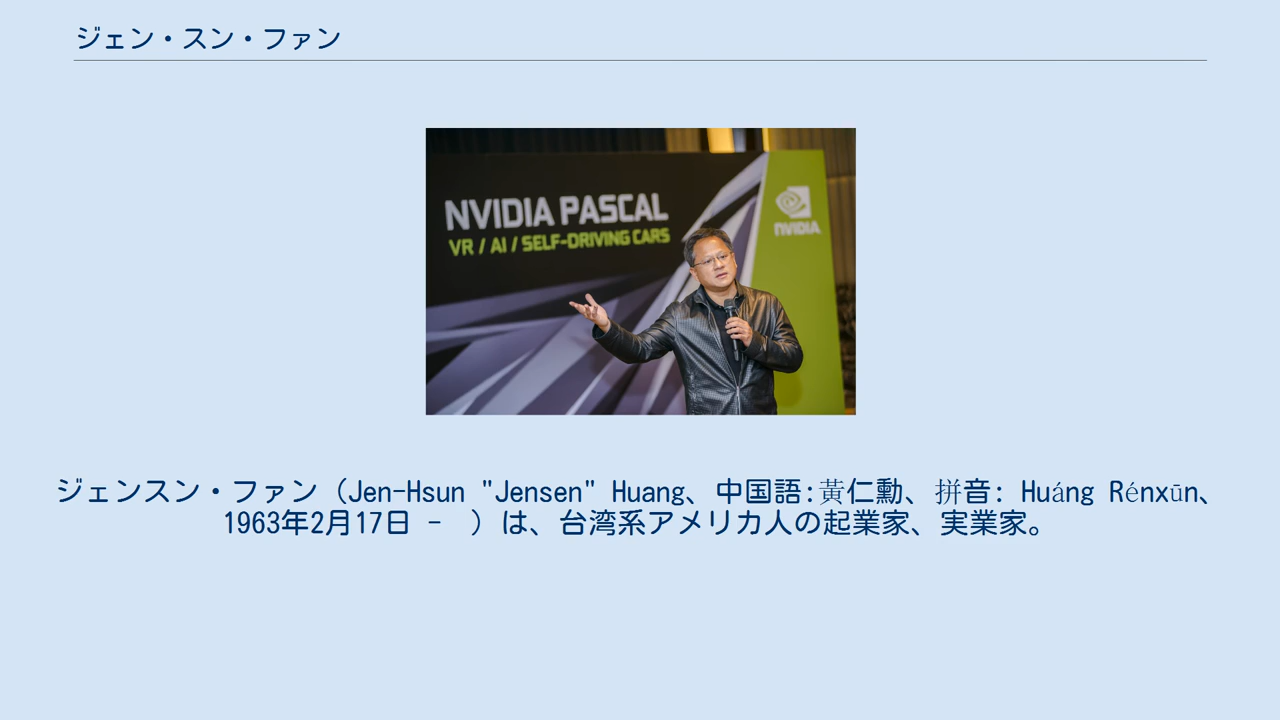 ジェン・スン・ファン
NVIDIA PASCAL
VR / AI / SELF-DRIVING CARS
NVIDIA
ジェンスン・ファン（Jen-Hsun "Jensen" Huang、中国語:黃仁勳、拼音: Huáng Rénxūn、
1963年2月17日 -　）は、台湾系アメリカ人の起業家、実業家。